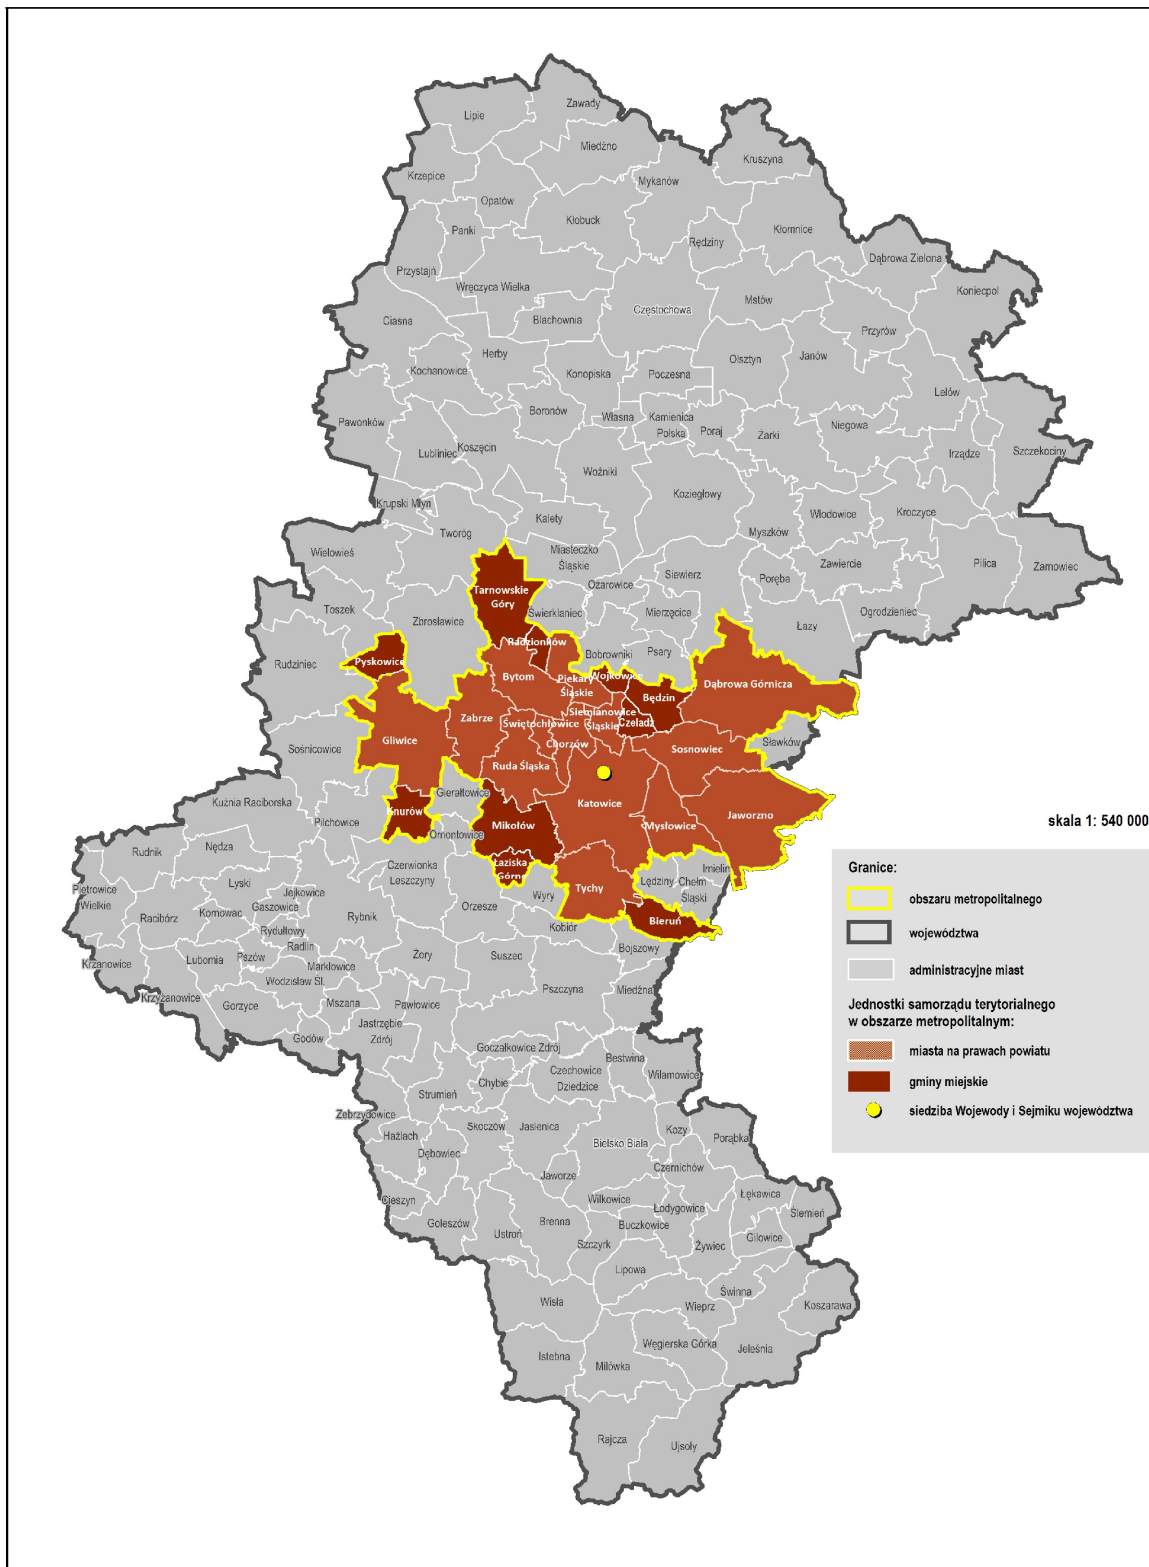 Zawady
Lipie
Miedźno
Kruszyna
Krzepice
Mykanów
Opatów
Kłobuck
Panki
Kłomnice
Rędziny
Dąbrowa Zielona
Przystajń
Koniecpol
Wręczyca Wielka
Mstów
Częstochowa
Ciasna
Blachownia
Przyrów
Herby
Olsztyn
Janów
Kochanowice
Konopiska
Poczesna
Lelów
Boronów
Własna
Kamienica
Polska
Poraj
Żarki
Niegowa
Pawonków
Koszęcin
Lubliniec
Irządze
Szczekociny
Woźniki
Koziegłowy
Krupski Młyn
Włodowice
Kroczyce
Kalety
Myszków
Tworóg
Wielowieś
Miasteczko
Śląskie
Zawiercie
Pilica
Żarnowiec
Siewierz
Poręba
Ożarowice
Tarnowskie
Góry
Toszek
Świerklaniec
Mierzęcice
Ogrodzieniec
Zbrosławice
Łazy
Radzionków
Rudziniec
Pyskowice
Bobrowniki
Psary
Bytom
Piekary
Śląskie
Wojkowice
Dąbrowa Górnicza
Będzin
Zabrze
Świętochłowice
Siemianowice
Śląskie
Czeladź
Gliwice
Chorzów
Sosnowiec
Sławków
Sośnicowice
Ruda Śląska
Gierałtowice
Katowice
Kuźnia Raciborska
Knurów
Jaworzno
Pilchowice
Mikołów
Mysłowice
skala 1: 540 000
Ornontowice
Nędza
Rudnik
Czerwionka
Leszczyny
Łaziska
Górne
Imielin
Granice:
Lyski
Jejkowice
Wyry
Tychy
Lędziny
Chełm
Śląski
Pietrowice
Wielkie
Orzesze
obszaru metropolitalnego
Racibórz
Kornowac
Gaszowice
Rybnik
Bieruń
Rydułtowy
Kobiór
województwa
Radlin
Bojszowy
Lubomia
Pszów
Żory
Suszec
Krzanowice
Marklowice
administracyjne miast
Wodzisław Śl.
Pszczyna
Miedźna
Krzyżanowice
Gorzyce
Mszana
Pawłowice
Jednostki samorządu terytorialnego
w obszarze metropolitalnym:
Jastrzębie
Zdrój
Godów
Goczałkowice Zdrój
miasta na prawach powiatu
Bestwina
Czechowice
Dziedzice
Wilamowice
Chybie
gminy miejskie
Strumień
Zebrzydowice
siedziba Wojewody i Sejmiku województwa
Skoczów
Jasienica
Hażlach
Kozy
Porąbka
Bielsko Biała
Dębowiec
Czernichów
Jaworze
Cieszyn
Wilkowice
Łękawica
Łodygowice
Ślemień
Goleszów
Ustroń
Brenna
Buczkowice
Gilowice
Szczyrk
Żywiec
Lipowa
Wisła
Świnna
Wieprz
Koszarawa
Węgierska Górka
Jeleśnia
Istebna
Milówka
Rajcza
Ujsoły